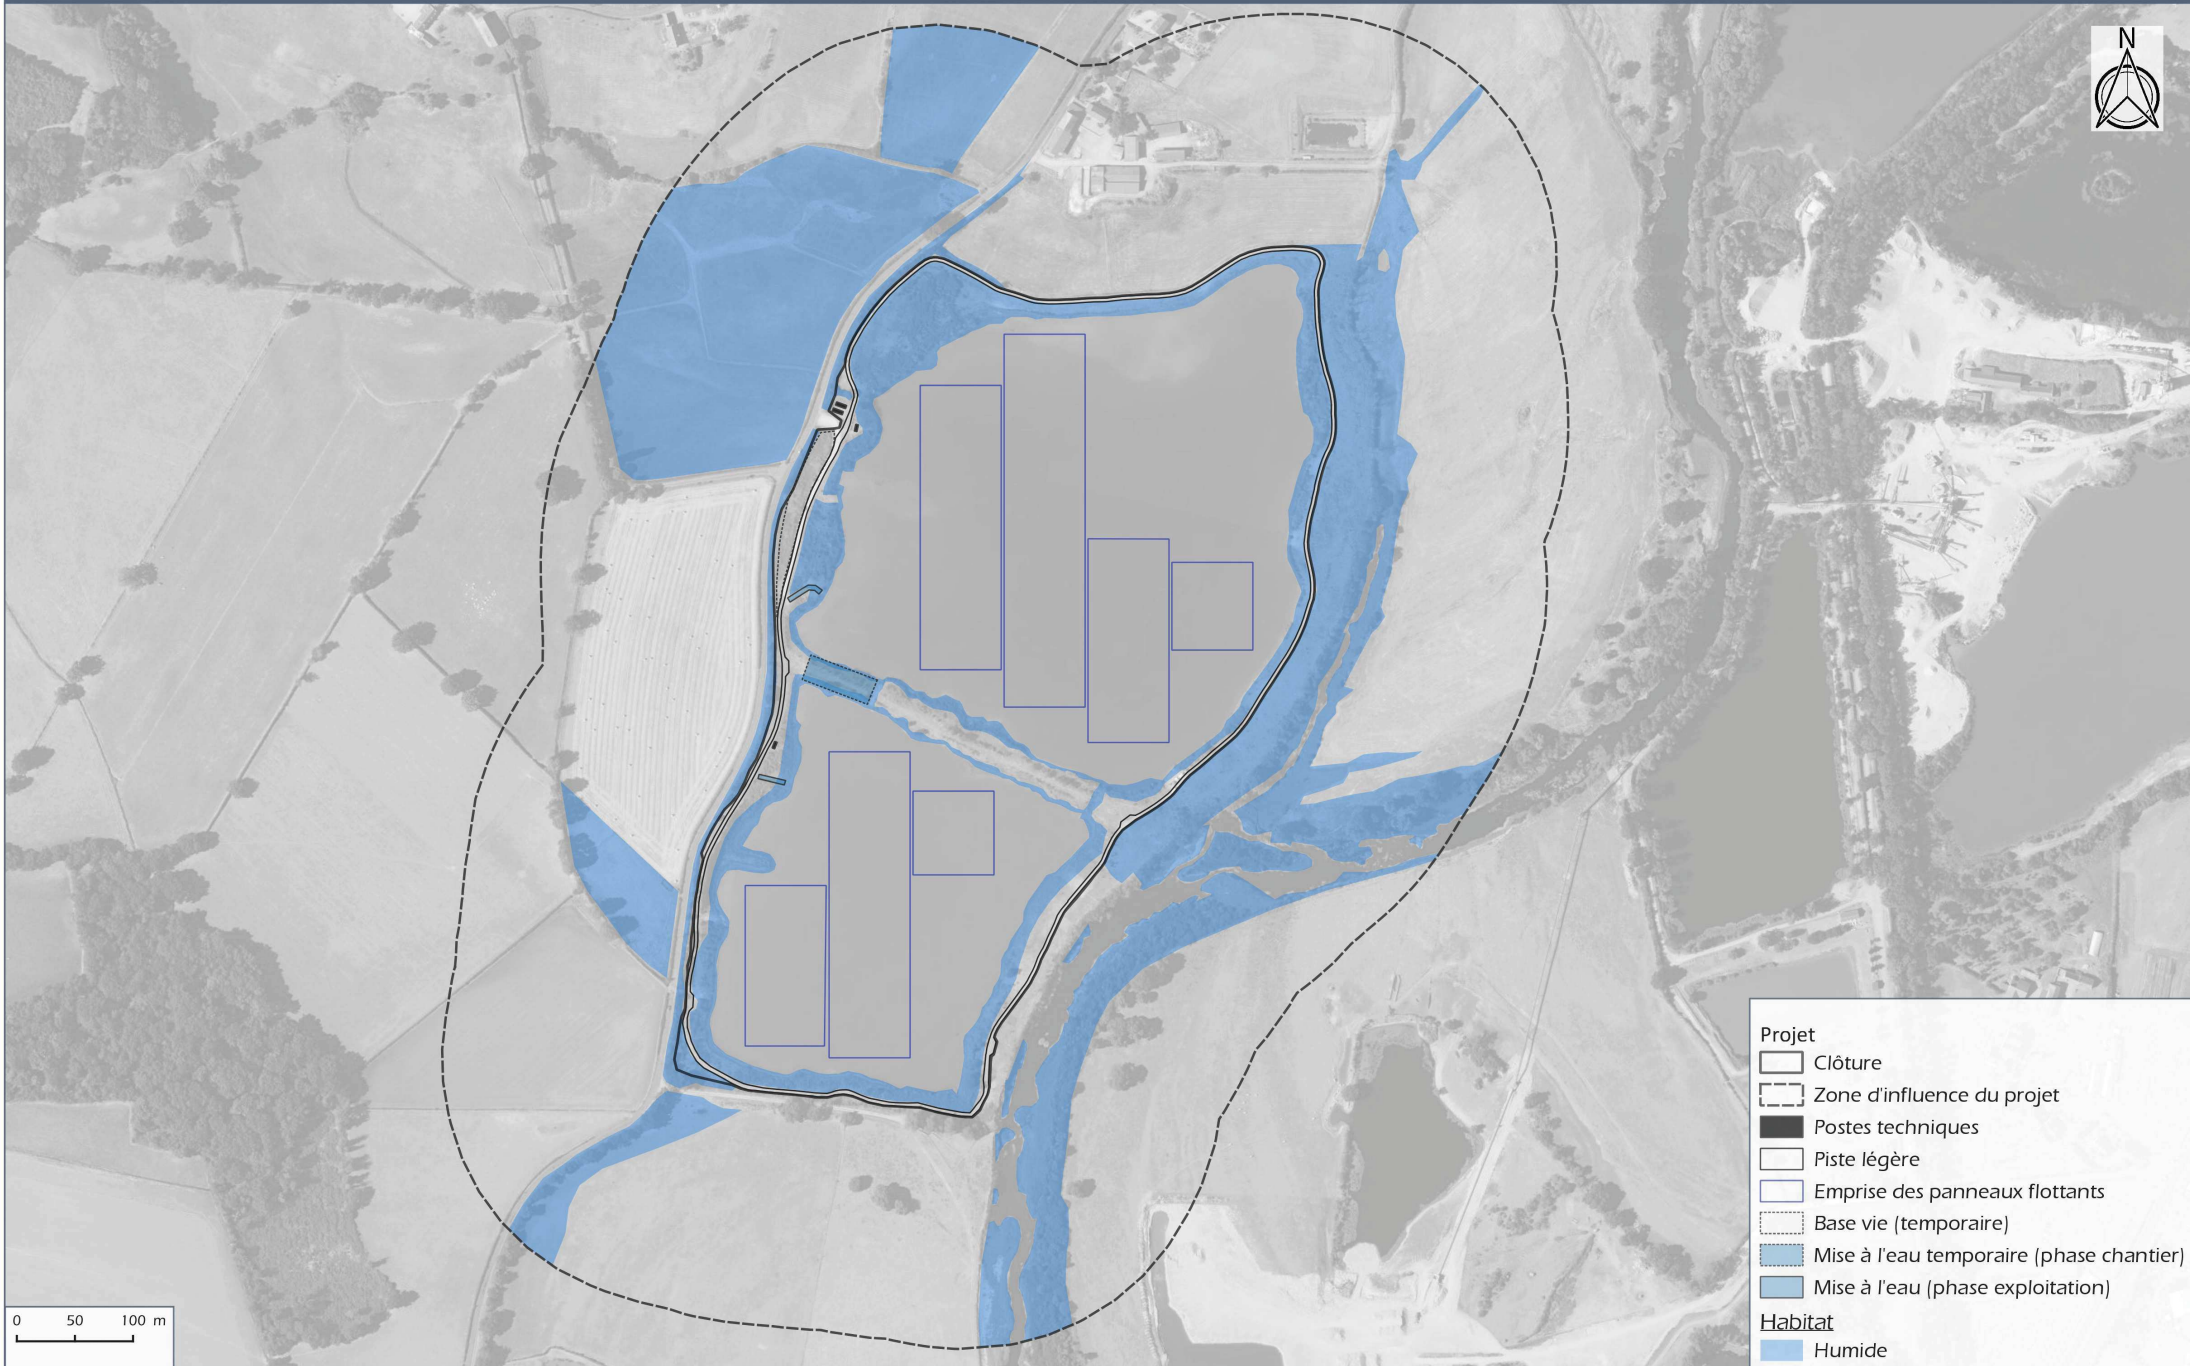 N
Projet
Clôture
Zone d'influence du projet
Postes techniques
Piste légère
Emprise des panneaux flottants
Base vie (temporaire)
Mise à l'eau temporaire (phase chantier)
Mise à l'eau (phase exploitation)
Habitat
Humide
0 50 100 m